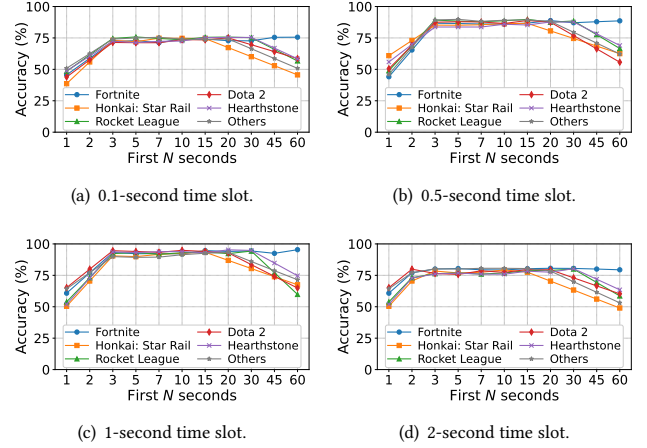 100
75
50
25
0
Accuracy (%)
Fortnite
Honkai: Star Rail
Rocket League
Dota 2
Hearthstone
Others
1 2 3 5 7 10 15 20 30 45 60
First N seconds
(a) 0.1-second time slot.
100
75
50
25
0
Accuracy (%)
Fortnite
Honkai: Star Rail
Rocket League
Dota 2
Hearthstone
Others
1 2 3 5 7 10 15 20 30 45 60
First N seconds
(b) 0.5-second time slot.
100
75
50
25
0
Accuracy (%)
Fortnite
Honkai: Star Rail
Rocket League
Dota 2
Hearthstone
Others
1 2 3 5 7 10 15 20 30 45 60
First N seconds
(c) 1-second time slot.
100
75
50
25
0
Accuracy (%)
Fortnite
Honkai: Star Rail
Rocket League
Dota 2
Hearthstone
Others
1 2 3 5 7 10 15 20 30 45 60
First N seconds
(d) 2-second time slot.